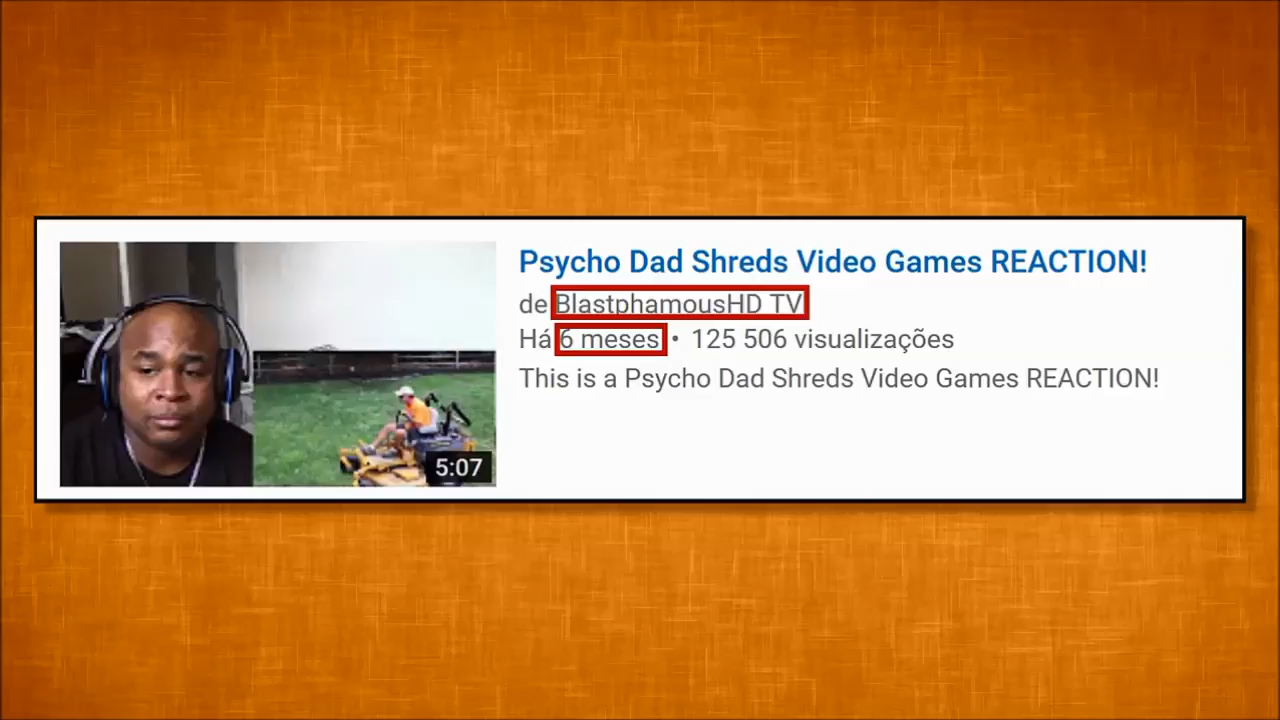 Psycho Dad Shreds Video Games REACTION!
de BlastphamousHD TV
Há 6 meses • 125 506 visualizações
This is a Psycho Dad Shreds Video Games REACTION!
5:07